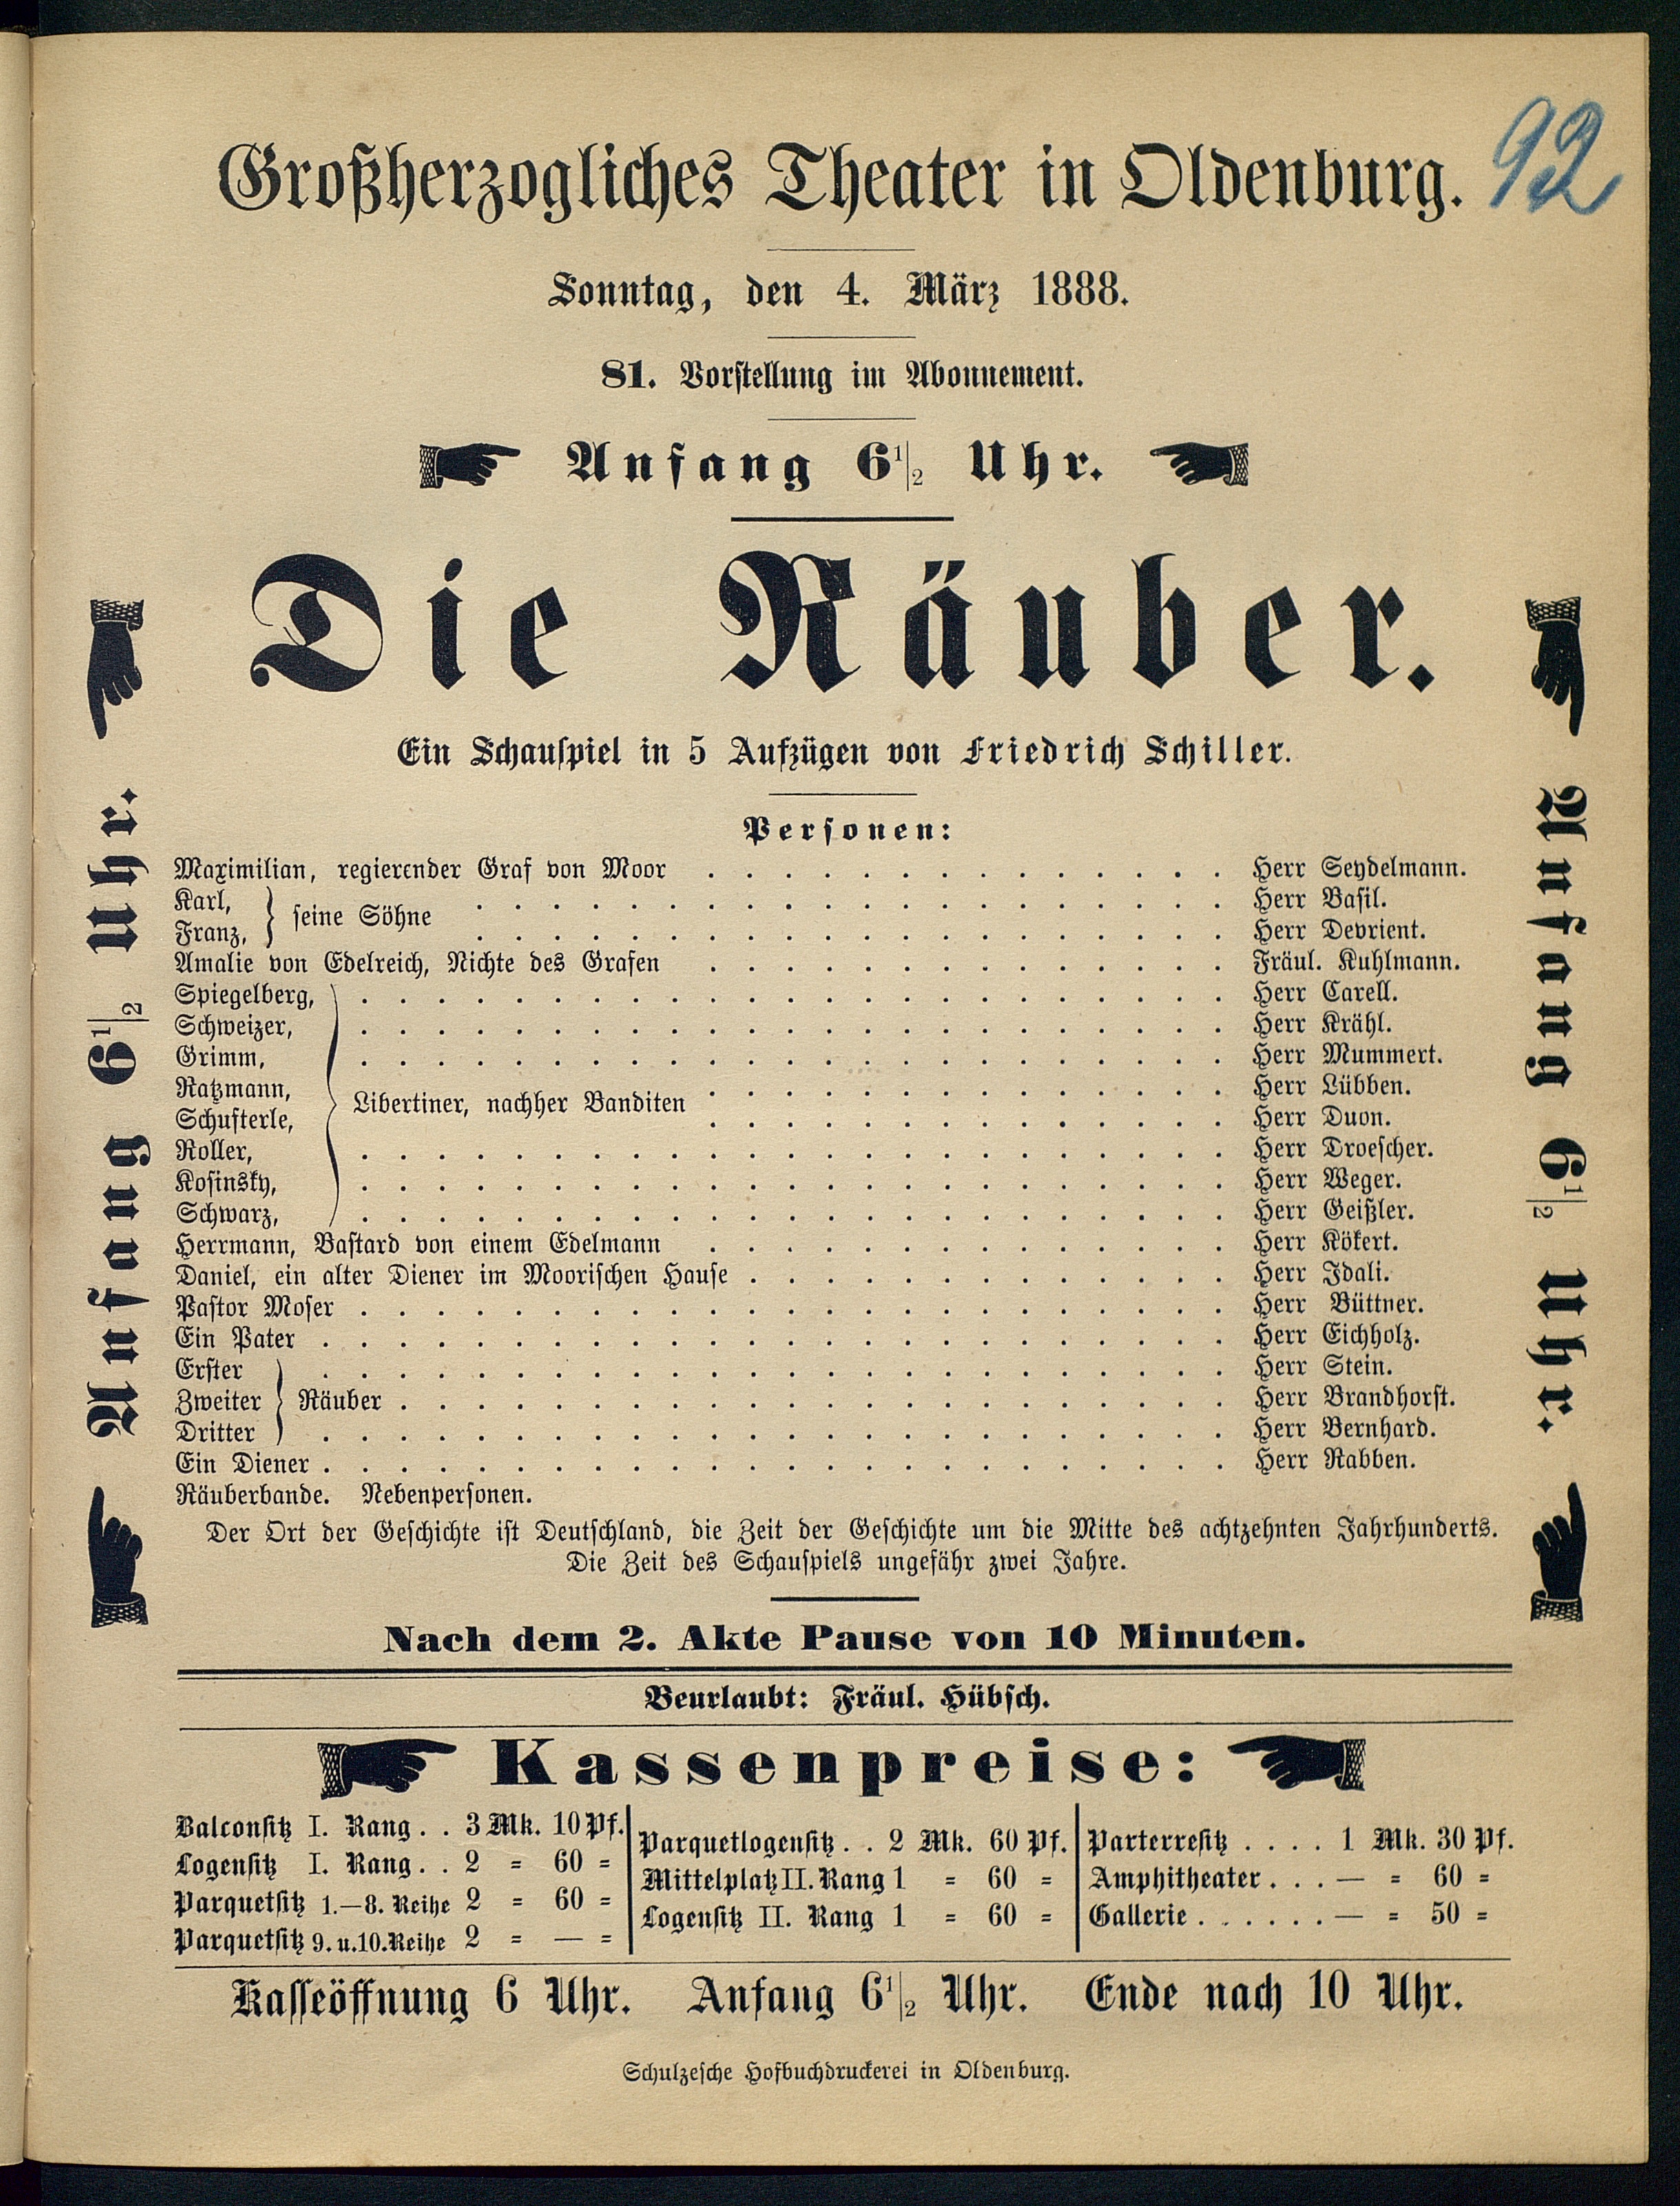 92
Großherzogliches Theater in Oldenburg.
Sonntag, den 4. März 1888.
81. Vorstellung im Abonnement.
Anfang 6 1/2 Uhr.
Die Räuber.
Ein Schauspiel in 5 Aufzügen von Friedrich Schiller.
Anfang 6 1/2 Uhr.
Anfang 6 1/2 Uhr.
Personen:
Maximilian, regierender Graf von Moor . . . . . . . . . . . . . . Herr Seydelmann.
Karl, . . . . . . . . . . . . . . . . . . . . Herr Basil.
seine Söhne
Franz, . . . . . . . . . . . . . . . . . . . . Herr Devrient.
Amalie von Edelreich, Nichte des Grafen . . . . . . . . . . . . . . Fräul. Kuhlmann.
Spiegelberg, . . . . . . . . . . . . . . . . . . . . . . . Herr Carell.
Schweizer, . . . . . . . . . . . . . . . . . . . . . . . Herr Krähl.
Grimm, . . . . . . . . . . . . . . . . . . . . . . . Herr Mummert.
Ratzmann, . . . . . . . . . . . . . . Herr Lübben.
Libertiner, nachher Banditen
Schufterle, . . . . . . . . . . . . . . Herr Duon.
Roller, . . . . . . . . . . . . . . . . . . . . . . . Herr Droescher.
Kosinsky, . . . . . . . . . . . . . . . . . . . . . . . Herr Weger.
Schwarz, . . . . . . . . . . . . . . . . . . . . . . . Herr Geißler.
Herrmann, Bastard von einem Edelmann . . . . . . . . . . . . . . Herr Kökert.
Daniel, ein alter Diener im Moorischen Hause . . . . . . . . . . . . . Herr Idali.
Pastor Moser . . . . . . . . . . . . . . . . . . . . . . . Herr Büttner.
Ein Pater . . . . . . . . . . . . . . . . . . . . . . . . Herr Eichholz.
Erster . . . . . . . . . . . . . . . . . . . . . . . . Herr Stein.
Zweiter Räuber . . . . . . . . . . . . . . . . . . . . . . Herr Brandhorst.
Dritter . . . . . . . . . . . . . . . . . . . . . . . . Herr Bernhard.
Ein Diener . . . . . . . . . . . . . . . . . . . . . . . . Herr Rabben.
Räuberbande. Nebenpersonen.
Der Ort der Geschichte ist Deutschland, die Zeit der Geschichte um die Mitte des achtzehnten Jahrhunderts.
Die Zeit des Schauspiels ungefähr zwei Jahre.
Nach dem 2. Akte Pause von 10 Minuten.
Beurlaubt: Fräul. Hübsch.
Kassenpreise:
Balconsitz I. Rang . . 3 Mk. 10 Pf.
Logensitz I. Rang . . 2 = 60 =
Parquetsitz 1.—8. Reihe 2 = 60 =
Parquetsitz 9. u. 10. Reihe 2 = — =
Parquetlogensitz . . 2 Mk. 60 Pf.
Mittelplatz II. Rang 1 = 60 =
Logensitz II. Rang 1 = 60 =
Parterresitz . . . . 1 Mk. 30 Pf.
Amphitheater . . . — = 60 =
Gallerie . . . . . . — = 50 =
Kasseöffnung 6 Uhr. Anfang 6 1/2 Uhr. Ende nach 10 Uhr.
Schulzesche Hofbuchdruckerei in Oldenburg.